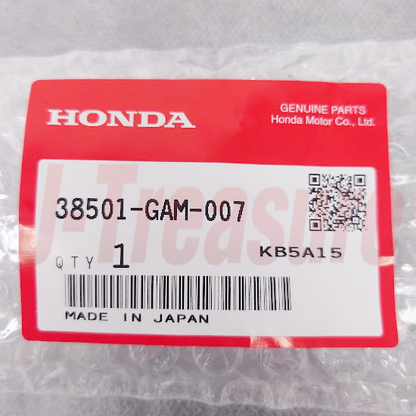 HONDA
GENUINE PARTS
Honda Motor Co., Ltd.
38501-GAM-007
QTY 1
KB5A15
MADE IN JAPAN
J-Treasure